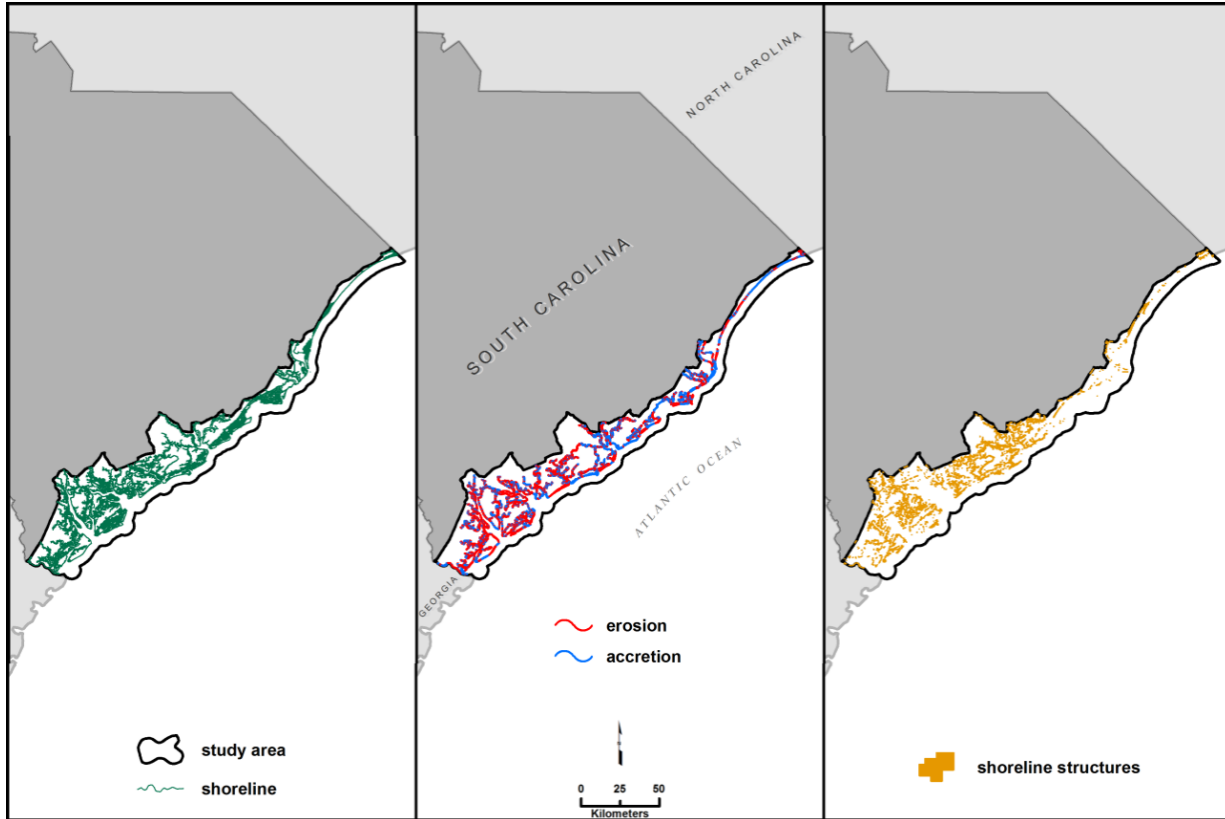 NORTH CAROLINA
SOUTH CAROLINA
ATLANTIC OCEAN
GEORGIA
study area
shoreline
erosion
accretion
0 25 50
Kilometers
shoreline structures